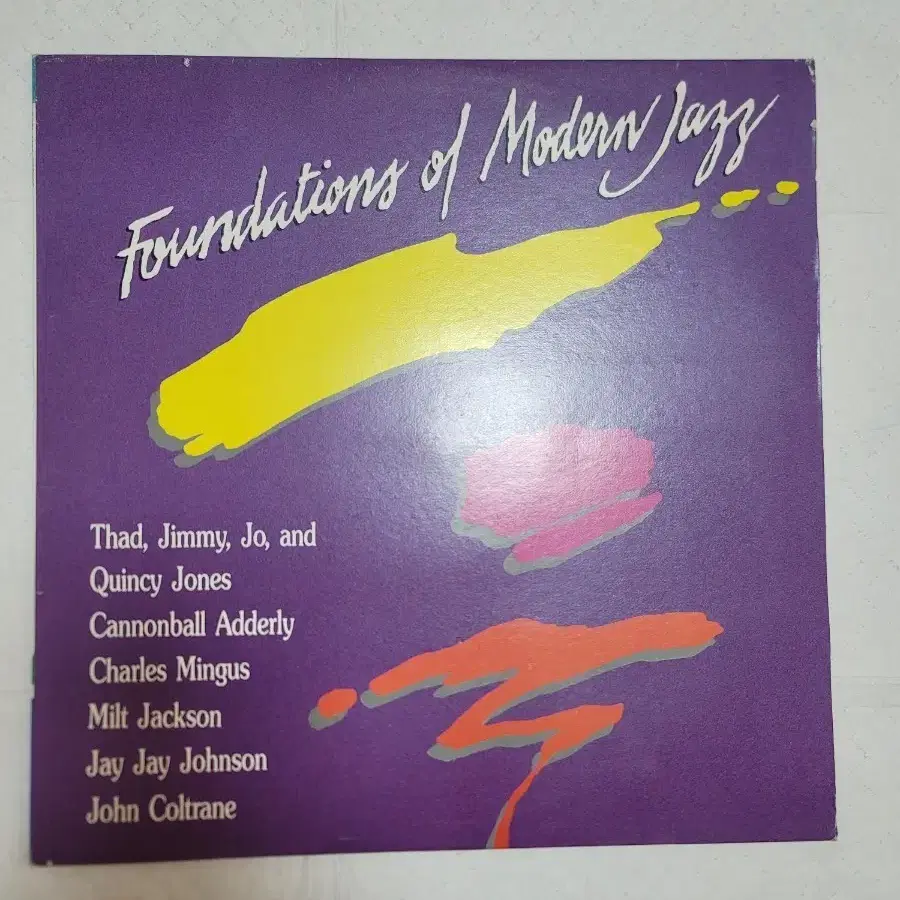 Foundations of Modern Jazz
Thad, Jimmy, Jo, and
Quincy Jones
Cannonball Adderly
Charles Mingus
Milt Jackson
Jay Jay Johnson
John Coltrane